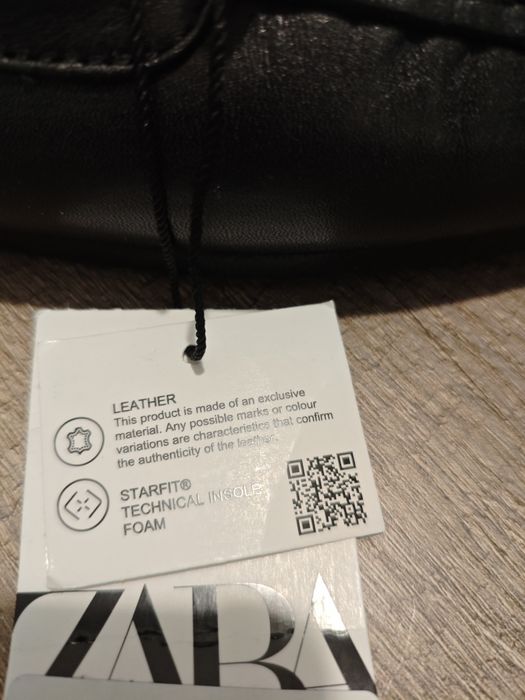 LEATHER
This product is made of an exclusive
material. Any possible marks or colour
variations are characteristics that confirm
the authenticity of the leather.
STARFIT®
TECHNICAL INSOLE
FOAM
ZARA